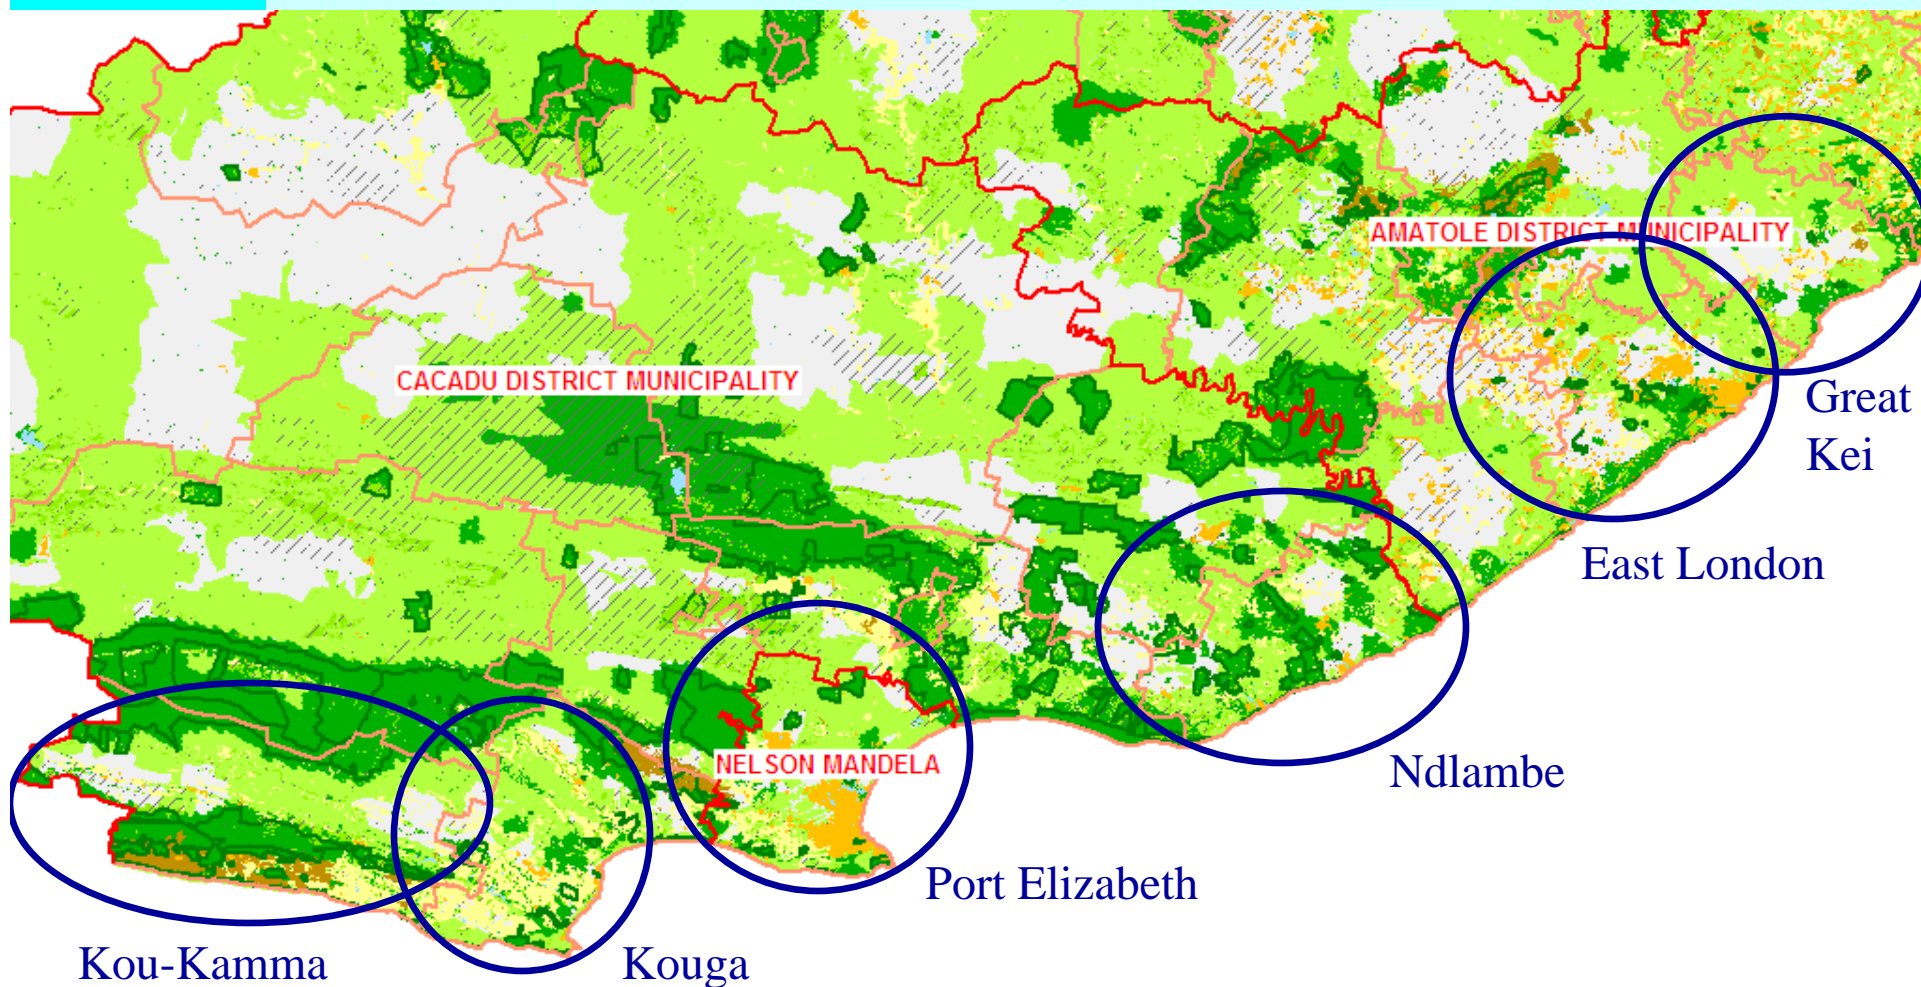 AMATOLE DISTRICT MUNICIPALITY
CACADU DISTRICT MUNICIPALITY
Great
Kei
East London
NELSON MANDELA
Ndlambe
Port Elizabeth
Kou-Kamma
Kouga